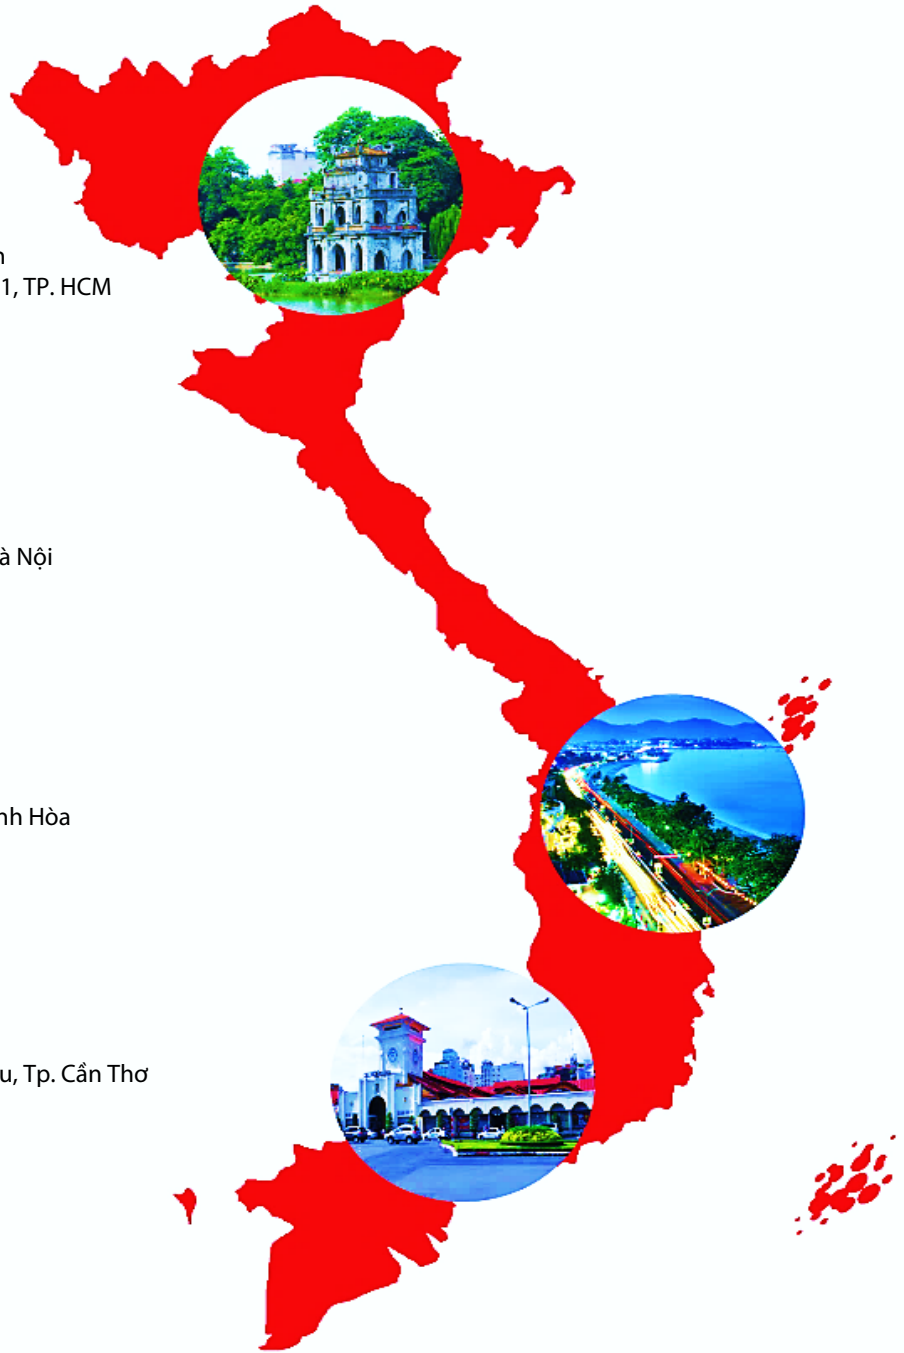 n
1, TP. HCM
à Nội
nh Hòa
u, Tp. Cần Thơ